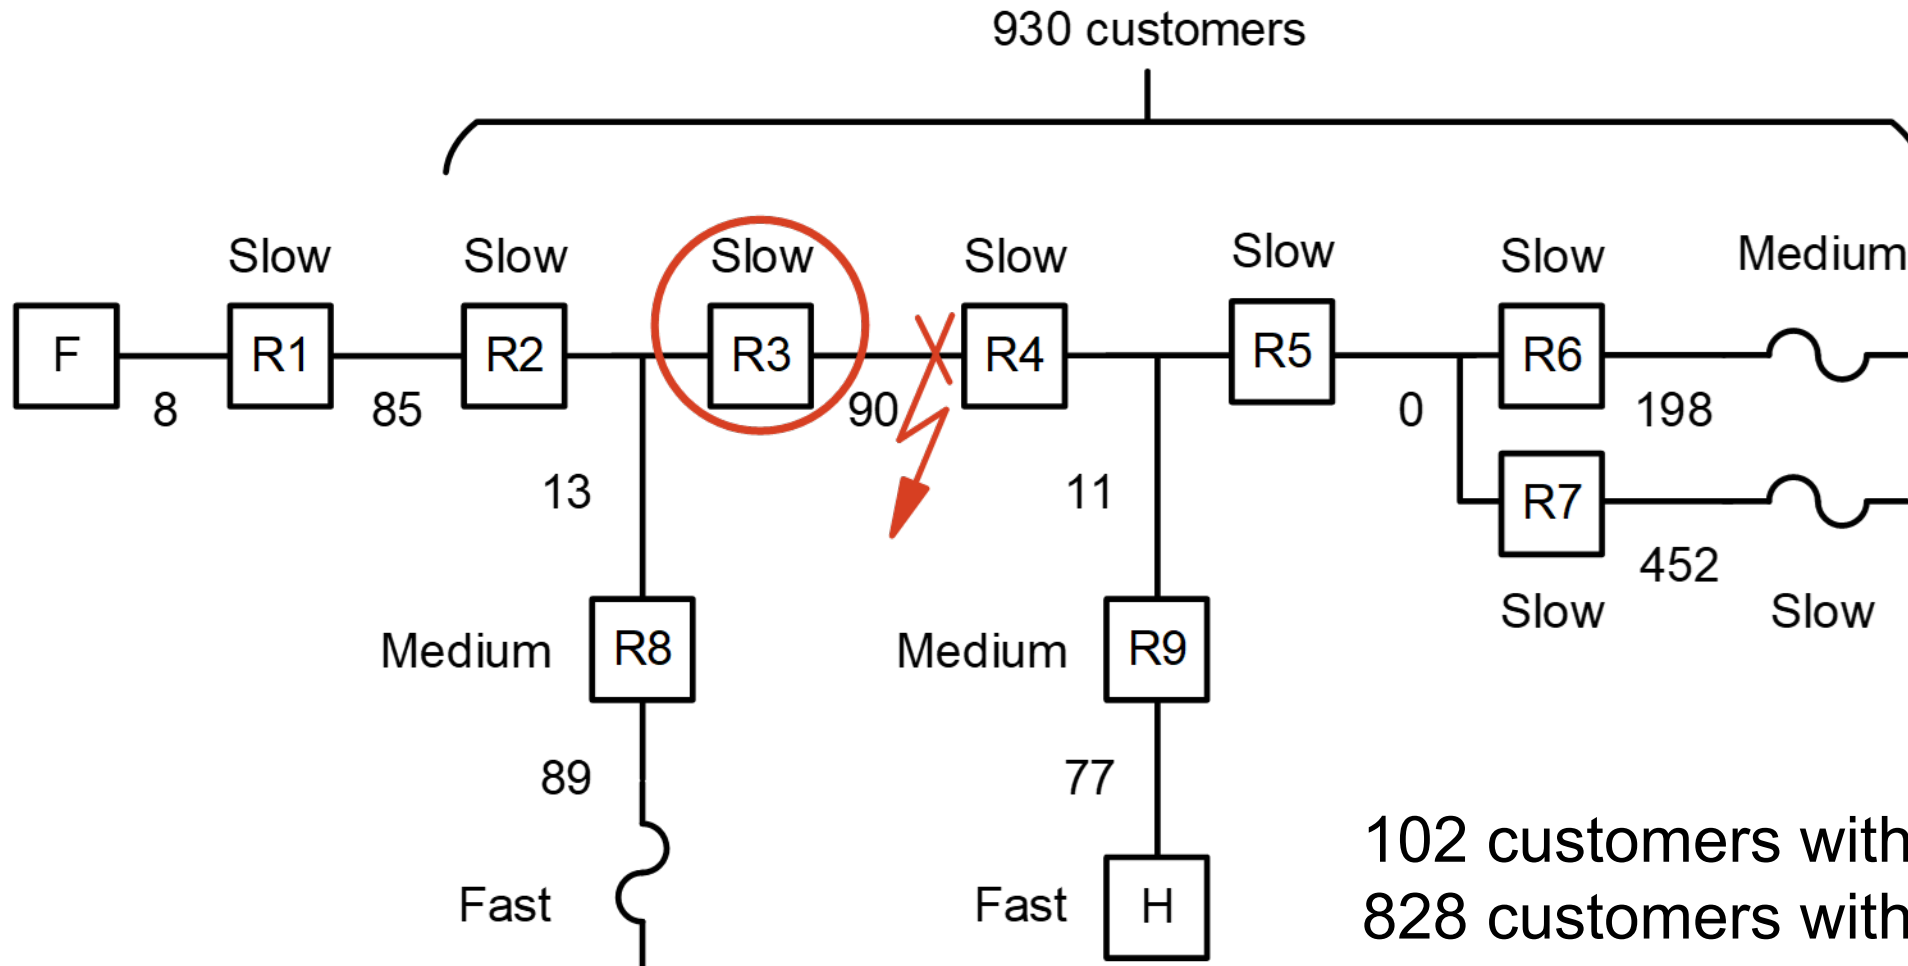 930 customers
Slow Slow Slow Slow Slow Slow Medium
F R1 R2 R3 R4 R5 R6
8 85 90 0 198
13 11 R7
452
Slow Slow
Medium R8 Medium R9
89 77
Fast Fast H
102 customers with
828 customers with